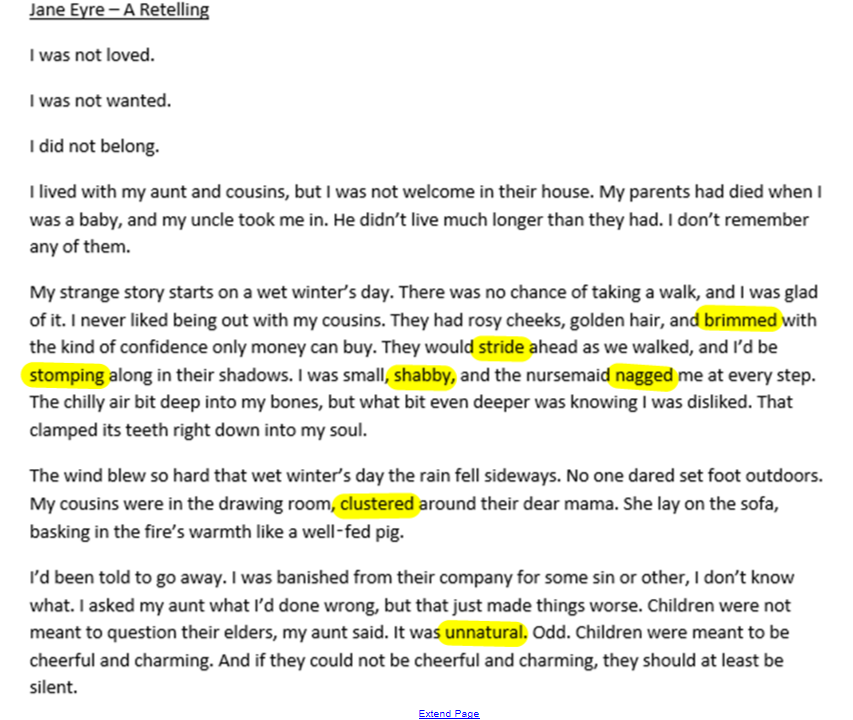 Jane Eyre – A Retelling
I was not loved.
I was not wanted.
I did not belong.
I lived with my aunt and cousins, but I was not welcome in their house. My parents had died when I
was a baby, and my uncle took me in. He didn’t live much longer than they had. I don’t remember
any of them.
My strange story starts on a wet winter’s day. There was no chance of taking a walk, and I was glad
of it. I never liked being out with my cousins. They had rosy cheeks, golden hair, and brimmed with
the kind of confidence only money can buy. They would stride ahead as we walked, and I’d be
stomping along in their shadows. I was small, shabby, and the nursemaid nagged me at every step.
The chilly air bit deep into my bones, but what bit even deeper was knowing I was disliked. That
clamped its teeth right down into my soul.
The wind blew so hard that wet winter’s day the rain fell sideways. No one dared set foot outdoors.
My cousins were in the drawing room, clustered around their dear mama. She lay on the sofa,
basking in the fire’s warmth like a well-fed pig.
I’d been told to go away. I was banished from their company for some sin or other, I don’t know
what. I asked my aunt what I’d done wrong, but that just made things worse. Children were not
meant to question their elders, my aunt said. It was unnatural. Odd. Children were meant to be
cheerful and charming. And if they could not be cheerful and charming, they should at least be
silent.
Extend Page